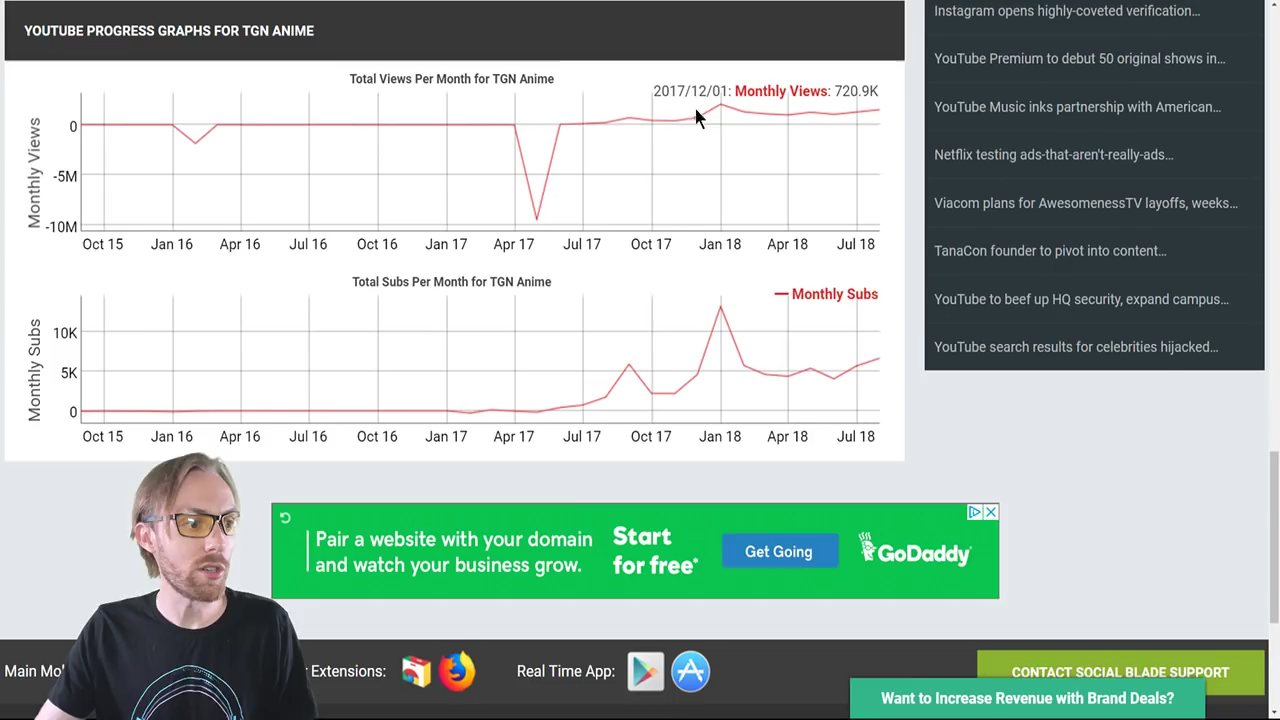 YOUTUBE PROGRESS GRAPHS FOR TGN ANIME
Total Views Per Month for TGN Anime
2017/12/01: Monthly Views: 720.9K
Monthly Views
0
-5M
-10M
Oct 15 Jan 16 Apr 16 Jul 16 Oct 16 Jan 17 Apr 17 Jul 17 Oct 17 Jan 18 Apr 18 Jul 18
Total Subs Per Month for TGN Anime
Monthly Subs
Monthly Subs
10K
5K
0
Oct 15 Jan 16 Apr 16 Jul 16 Oct 16 Jan 17 Apr 17 Jul 17 Oct 17 Jan 18 Apr 18 Jul 18
Instagram opens highly-coveted verification...
YouTube Premium to debut 50 original shows in...
YouTube Music inks partnership with American...
Netflix testing ads-that-aren't-really-ads...
Viacom plans for AwesomenessTV layoffs, weeks...
TanaCon founder to pivot into content...
YouTube to beef up HQ security, expand campus...
YouTube search results for celebrities hijacked...
Pair a website with your domain
and watch your business grow.
Start
for free*
Get Going
GoDaddy
Main Mo
Extensions:
Real Time App:
CONTACT SOCIAL BLADE SUPPORT
Want to Increase Revenue with Brand Deals?